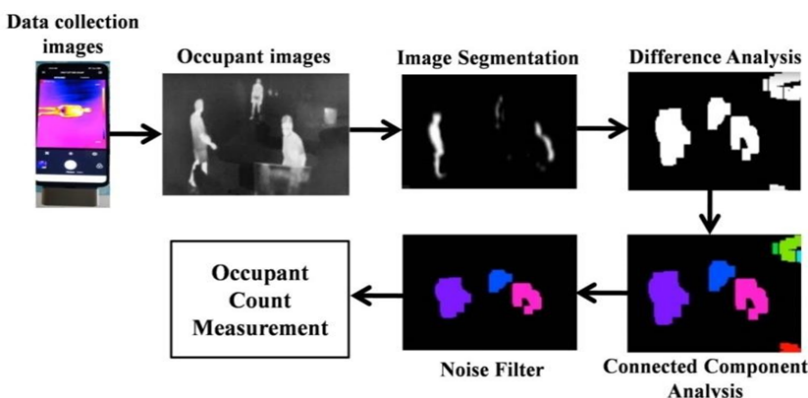 Data collection
images
Occupant images
Image Segmentation
Difference Analysis
Occupant
Count
Measurement
Noise Filter
Connected Component
Analysis